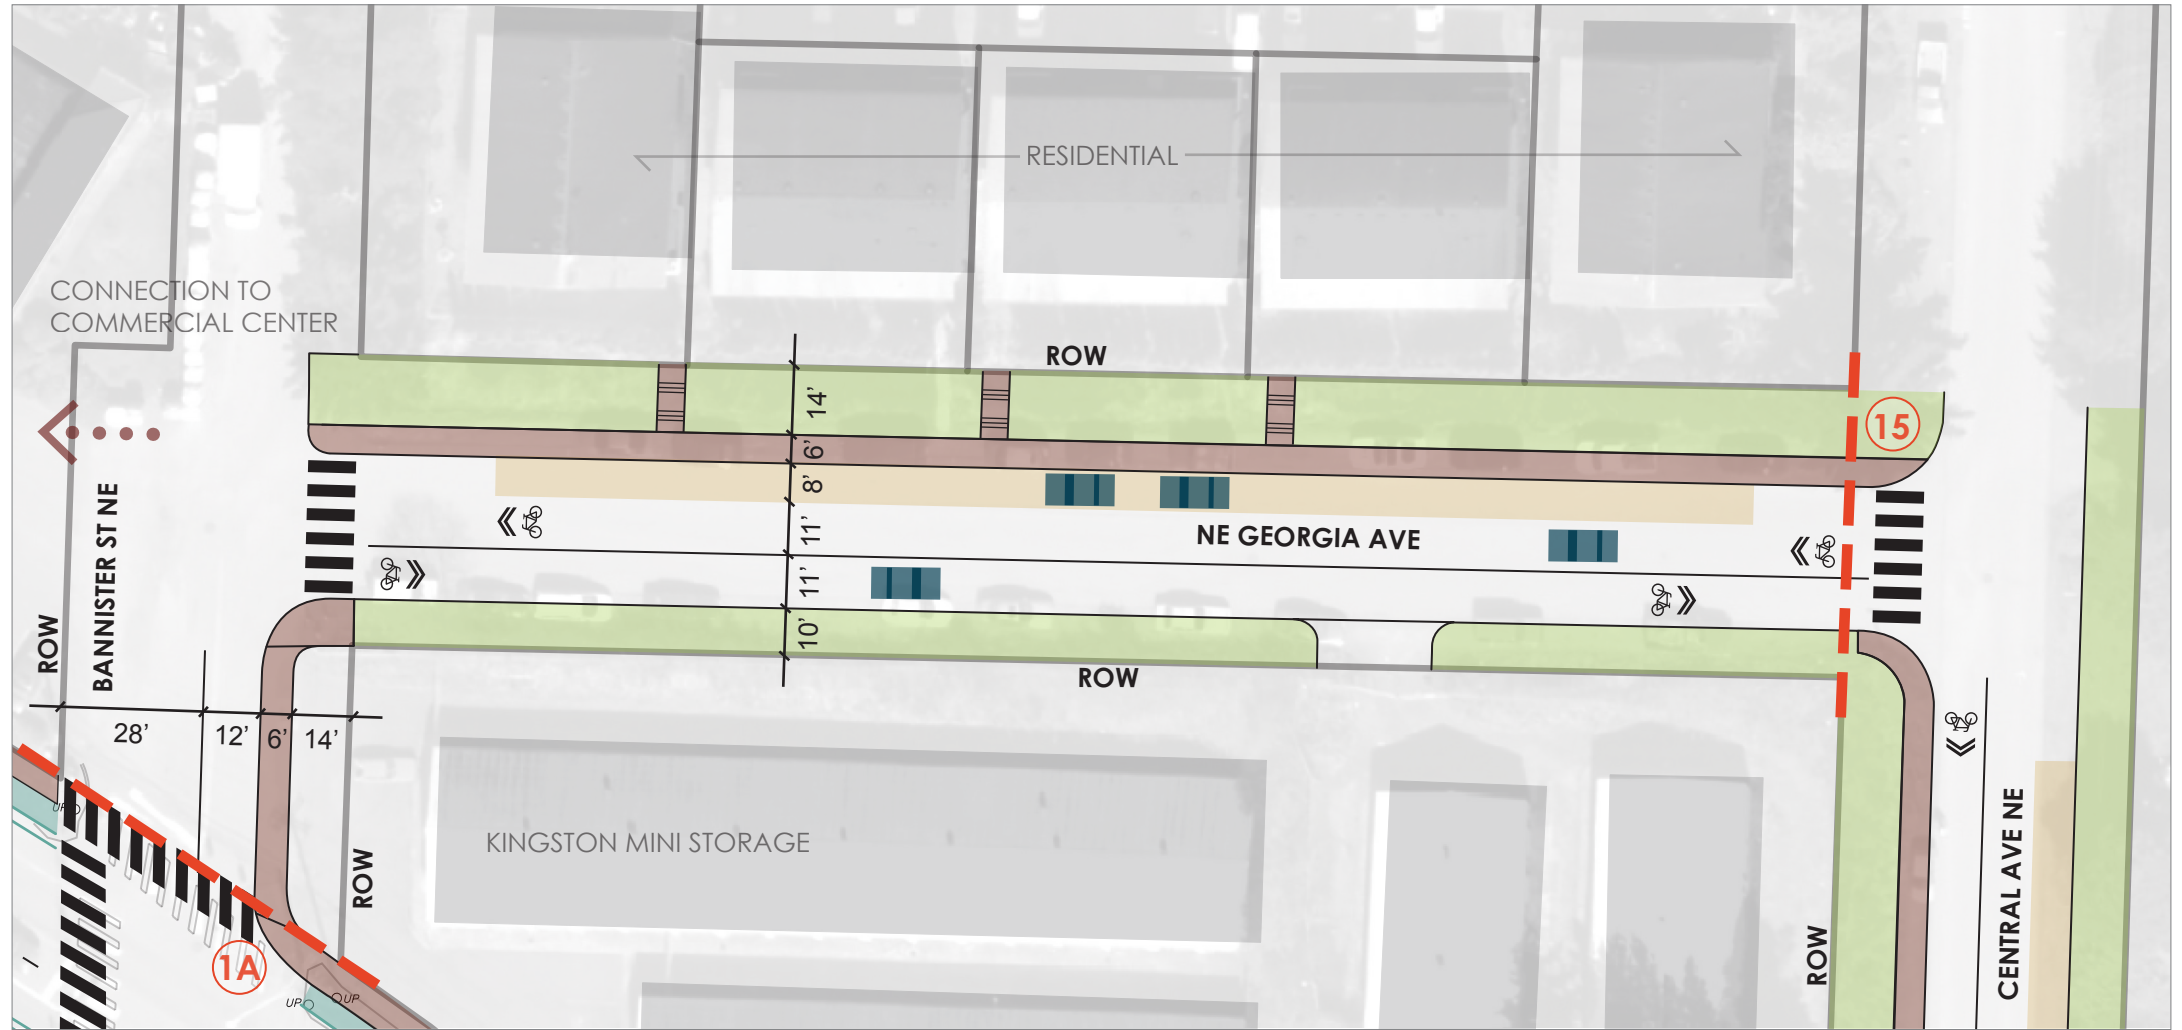 RESIDENTIAL
CONNECTION TO
COMMERCIAL CENTER
ROW
14’
15
6’
8’
11’
NE GEORGIA AVE
11’
10’
ROW
BANNISTER ST NE
ROW
28’
12’
6’
14’
UP
KINGSTON MINI STORAGE
ROW
CENTRAL AVE NE
ROW
1A
UP
UP